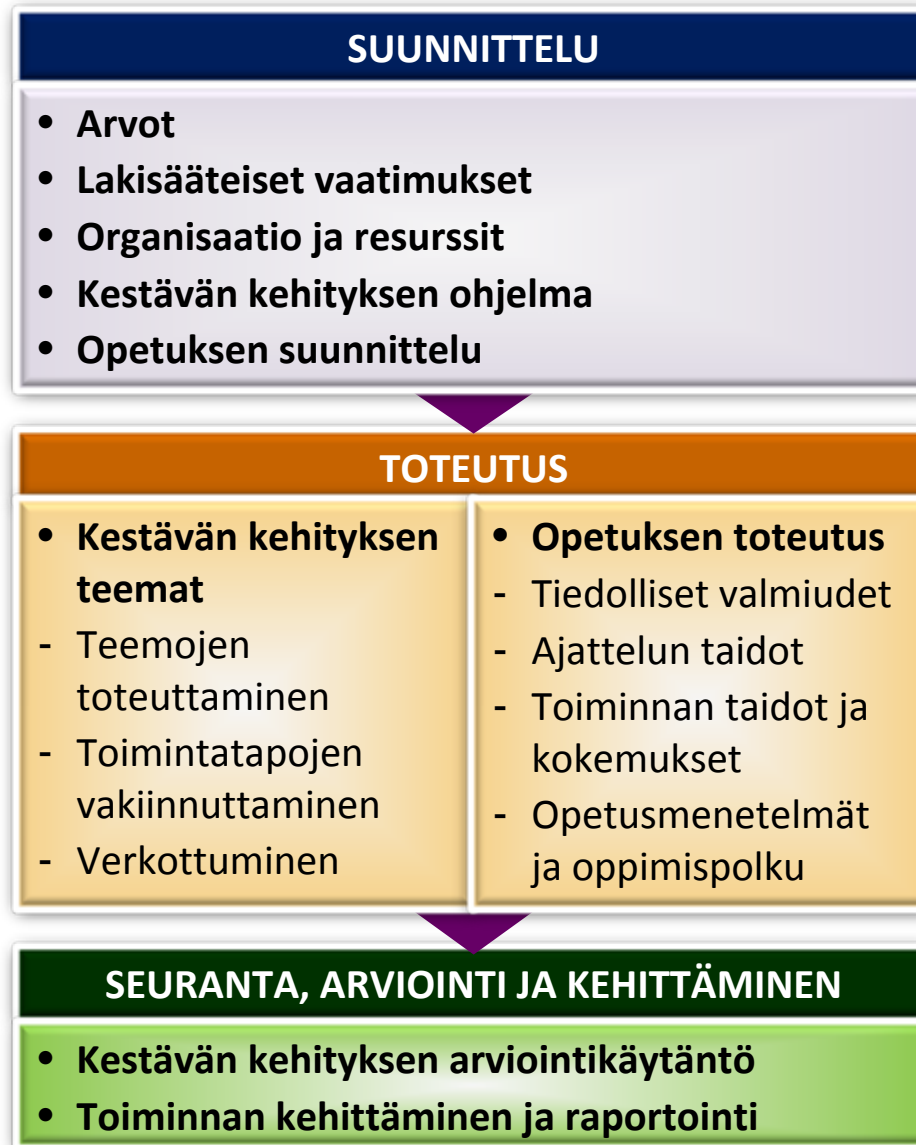 SUUNNITTELU
• Arvot
• Lakisääteiset vaatimukset
• Organisaatio ja resurssit
• Kestävän kehityksen ohjelma
• Opetuksen suunnittelu
TOTEUTUS
• Kestävän kehityksen
teemat
- Teemojen
toteuttaminen
- Toimintatapojen
vakiinnuttaminen
- Verkottuminen
• Opetuksen toteutus
- Tiedolliset valmiudet
- Ajattelun taidot
- Toiminnan taidot ja
kokemukset
- Opetusmenetelmät
ja oppimispolku
SEURANTA, ARVIOINTI JA KEHITTÄMINEN
• Kestävän kehityksen arviointikäytäntö
• Toiminnan kehittäminen ja raportointi